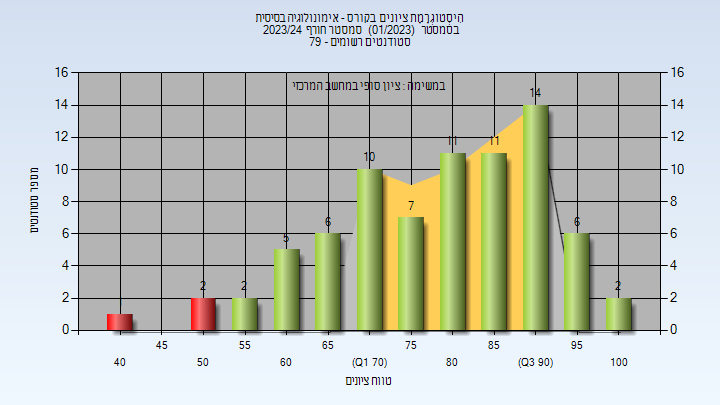 היסטוגרמת ציונים בקורס - אימונולוגיה בסיסית
בסמסטר (01/2023) סמסטר חורף 2023/24
סטודנטים רשומים - 79
במשימה : ציון סופי במחשב המרכזי
מספר סטודנטים
16 16
14 14
12 12
10 10
8 8
6 6
4 4
2 2
0 0
2 2 5 6 10 7 11 11 14 6 2
45 55 65 75 85 95
40 50 60 (Q1 70) 80 (Q3 90) 100
טווח ציונים